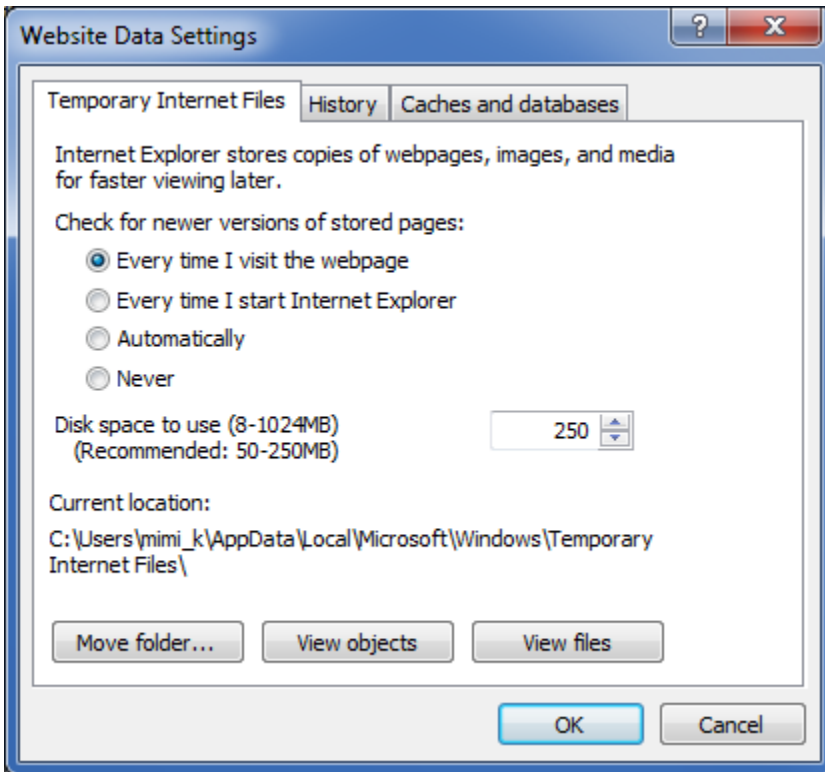 Website Data Settings
?
X
Temporary Internet Files
History
Caches and databases
Internet Explorer stores copies of webpages, images, and media
for faster viewing later.
Check for newer versions of stored pages:
Every time I visit the webpage
Every time I start Internet Explorer
Automatically
Never
Disk space to use (8-1024MB)
(Recommended: 50-250MB)
250
Current location:
C:\Users\mimi_k\AppData\Local\Microsoft\Windows\Temporary
Internet Files\
Move folder...
View objects
View files
OK
Cancel